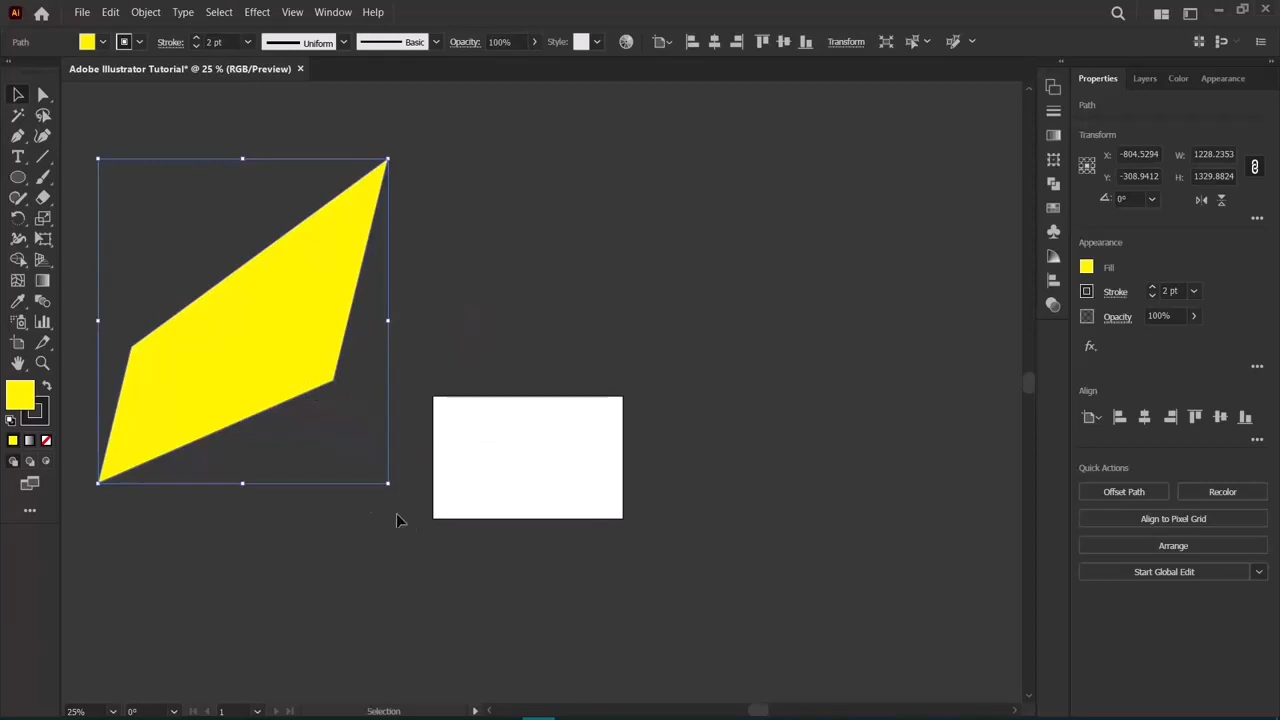 Ai File Edit Object Type Select Effect View Window Help
Path Stroke: 2 pt Uniform Basic Opacity: 100% Style: Transform
Adobe Illustrator Tutorial* @ 25 % (RGB/Preview) ×
Properties Layers Color Appearance
Path
Transform
X: -804.5294 W: 1228.2353
Y: -308.9412 H: 1329.8824
0°
Appearance
Fill
Stroke 2 pt
Opacity 100%
fx.
Align
Quick Actions
Offset Path Recolor
Align to Pixel Grid
Arrange
Start Global Edit
25% 0° 1 Selection